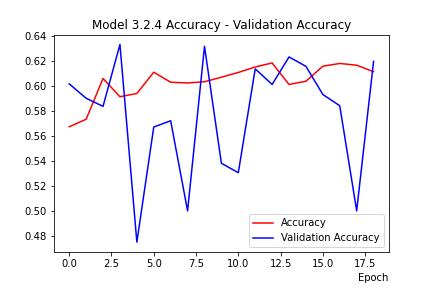 Model 3.2.4 Accuracy - Validation Accuracy
0.64
0.62
0.60
0.58
0.56
0.54
0.52
0.50
0.48
Accuracy
Validation Accuracy
0.0 2.5 5.0 7.5 10.0 12.5 15.0 17.5
Epoch